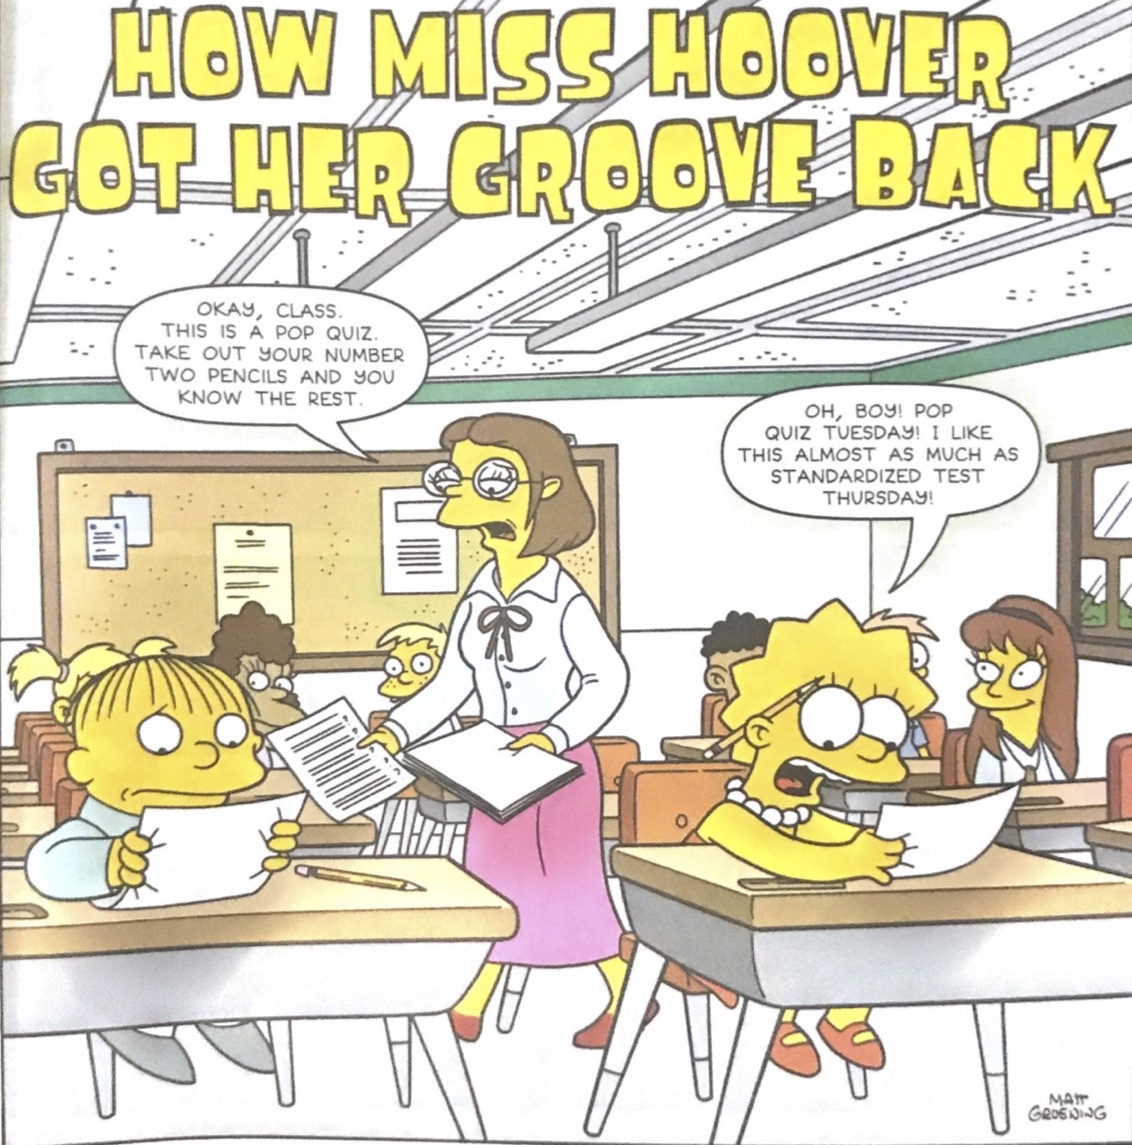 HOW MISS HOOVER
GOT HER GROOVE BACK
OKAY, CLASS.
THIS IS A POP QUIZ.
TAKE OUT YOUR NUMBER
TWO PENCILS AND YOU
KNOW THE REST.
OH, BOY! POP
QUIZ TUESDAY! I LIKE
THIS ALMOST AS MUCH AS
STANDARDIZED TEST
THURSDAY!
MATT
GROENING